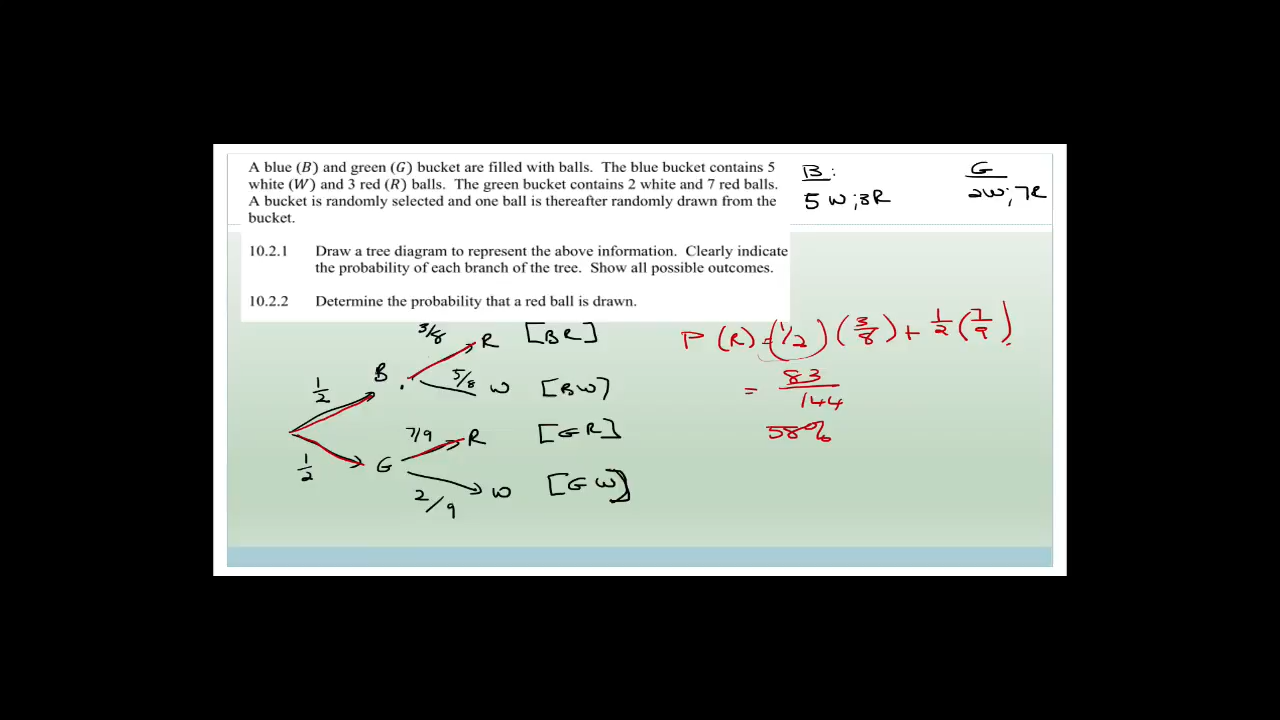 A blue (B) and green (G) bucket are filled with balls. The blue bucket contains 5
white (W) and 3 red (R) balls. The green bucket contains 2 white and 7 red balls.
A bucket is randomly selected and one ball is thereafter randomly drawn from the
bucket.
10.2.1 Draw a tree diagram to represent the above information. Clearly indicate
the probability of each branch of the tree. Show all possible outcomes.
10.2.2 Determine the probability that a red ball is drawn.
B:
5 W ; 3R
G
2W ; 7R
3/8 R [BR]
1/2 B
5/8 W [BW]
7/9 R [GR]
1/2 G
2/9 W [GW]
P (R) = (1/2) (3/8) + 1/2 (7/9)
= 83/144
58%